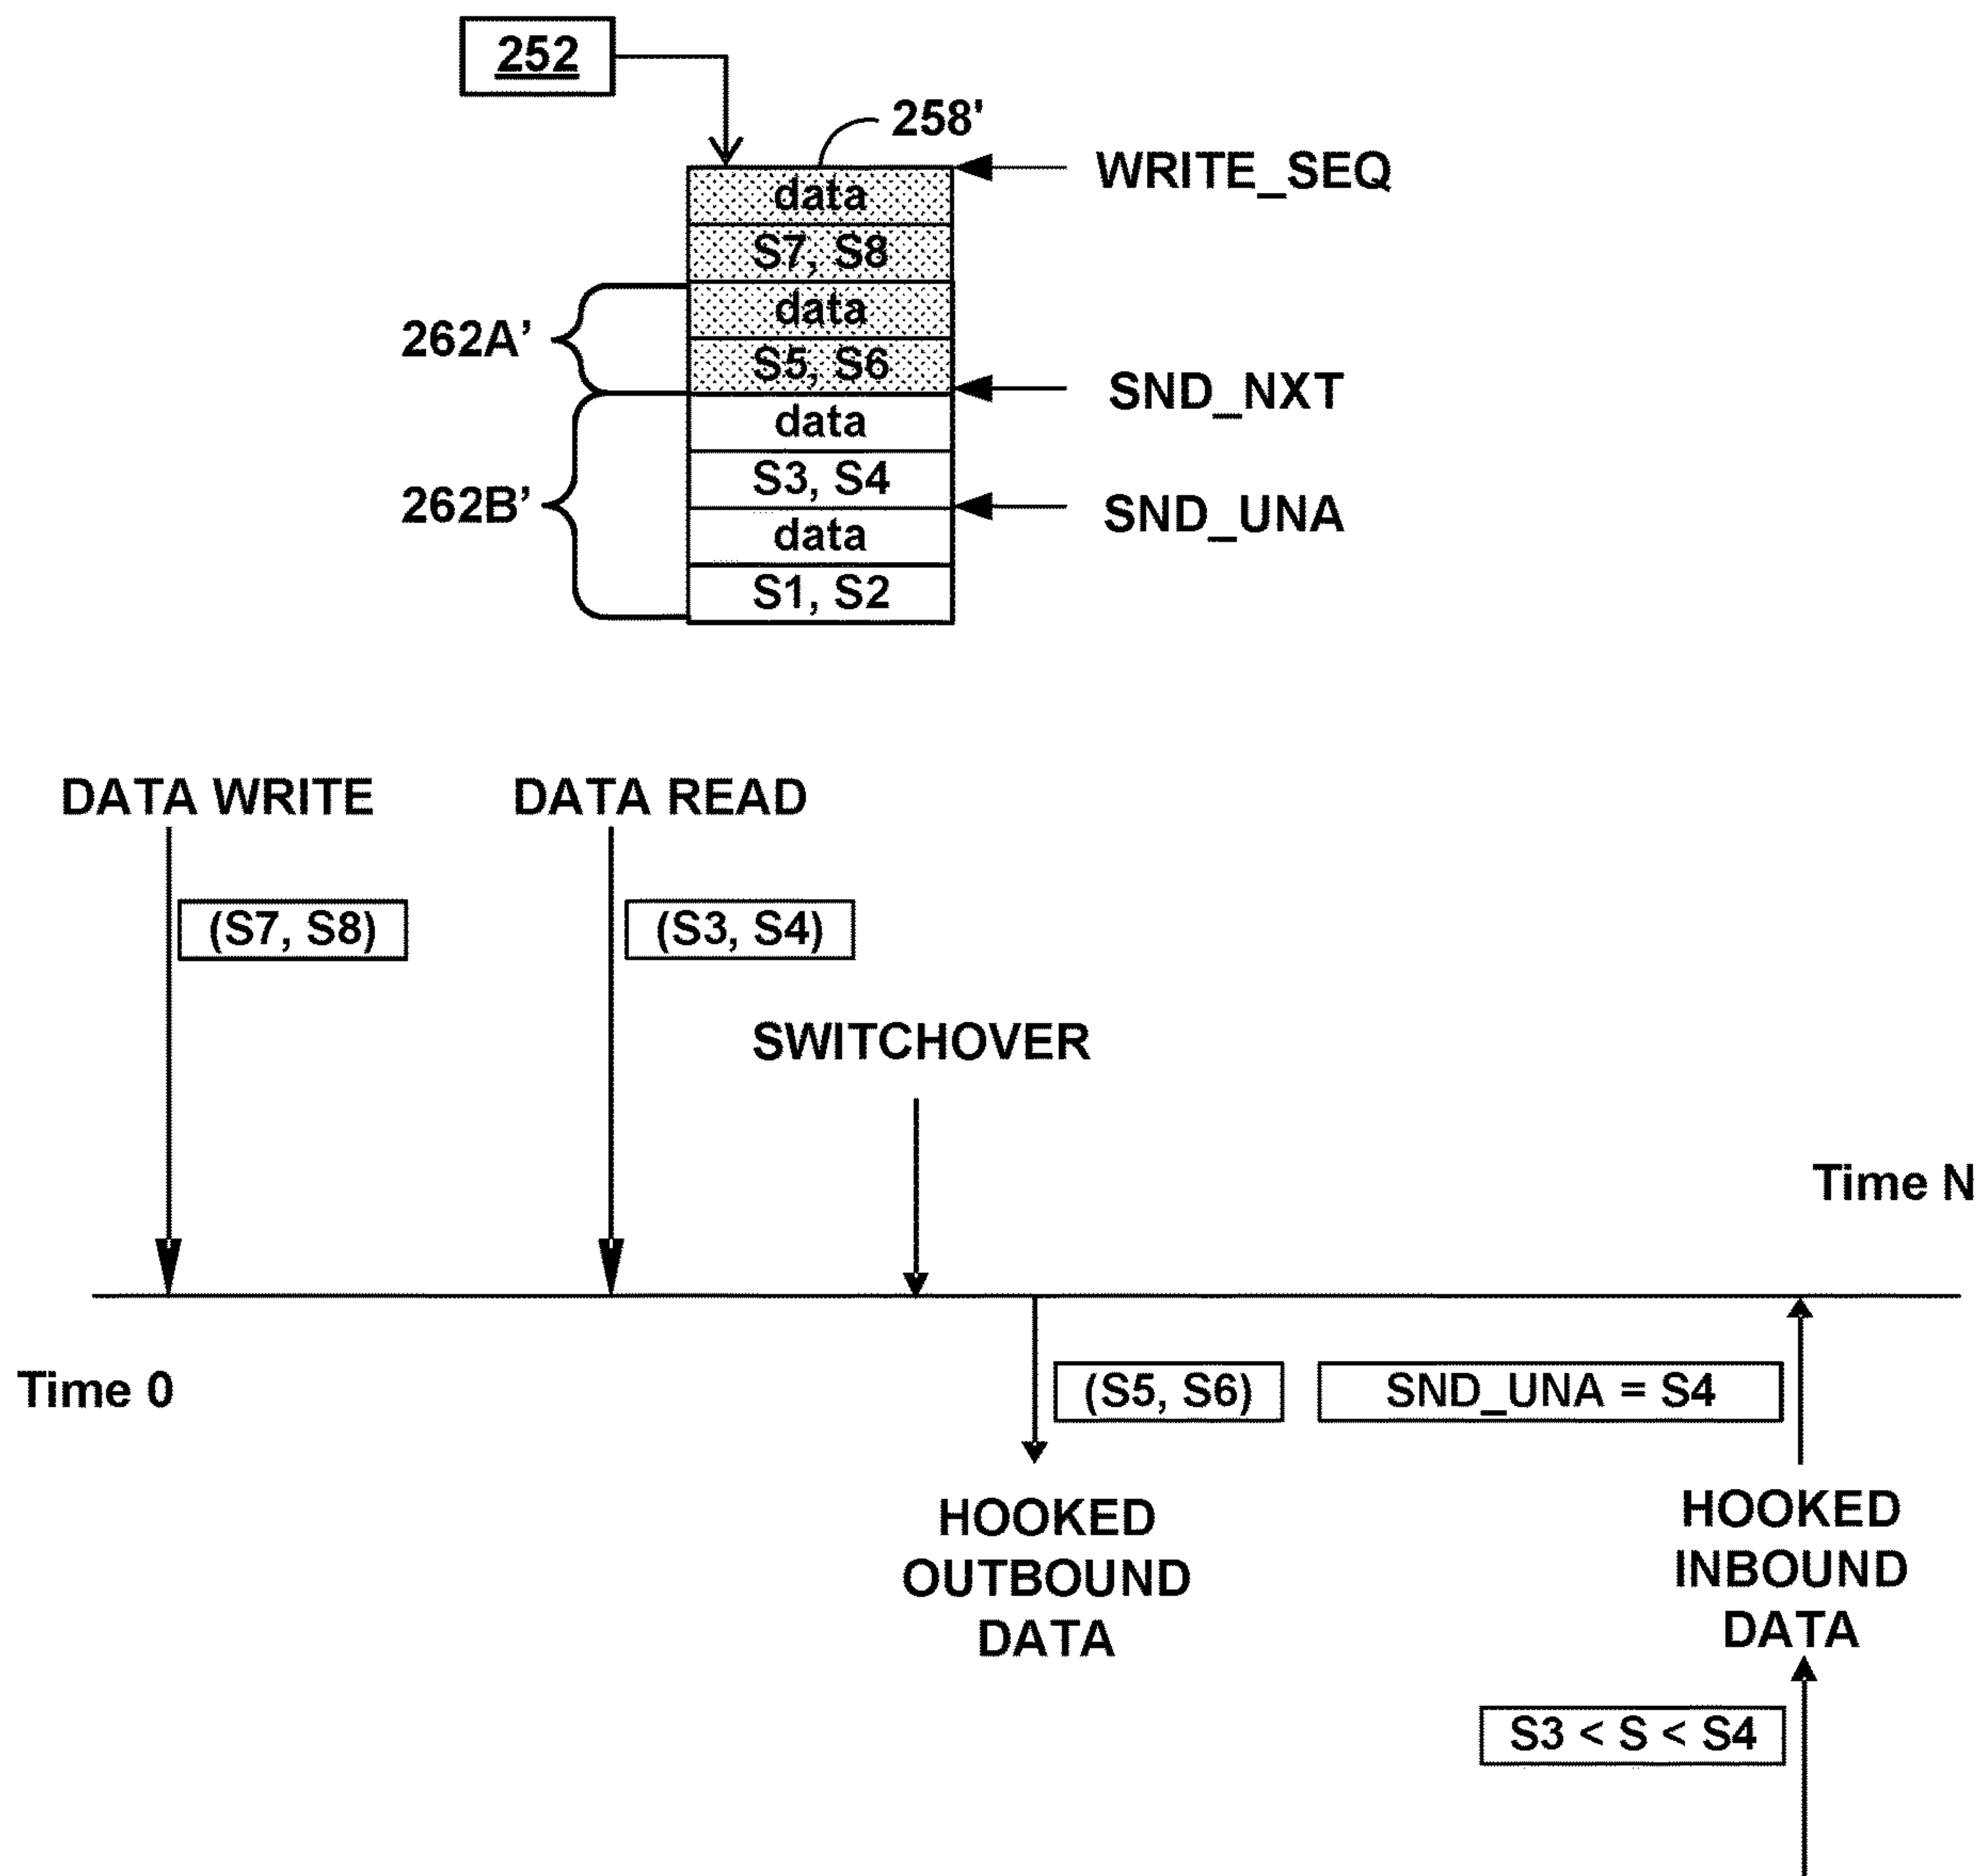 252
258'
WRITE_SEQ
data
S7, S8
data
262A’
S5, S6
SND_NXT
data
S3, S4
262B’
SND_UNA
data
S1, S2
DATA WRITE
DATA READ
(S7, S8)
(S3, S4)
SWITCHOVER
Time N
Time 0
(S5, S6)
SND_UNA = S4
HOOKED
OUTBOUND
DATA
HOOKED
INBOUND
DATA
S3 < S < S4